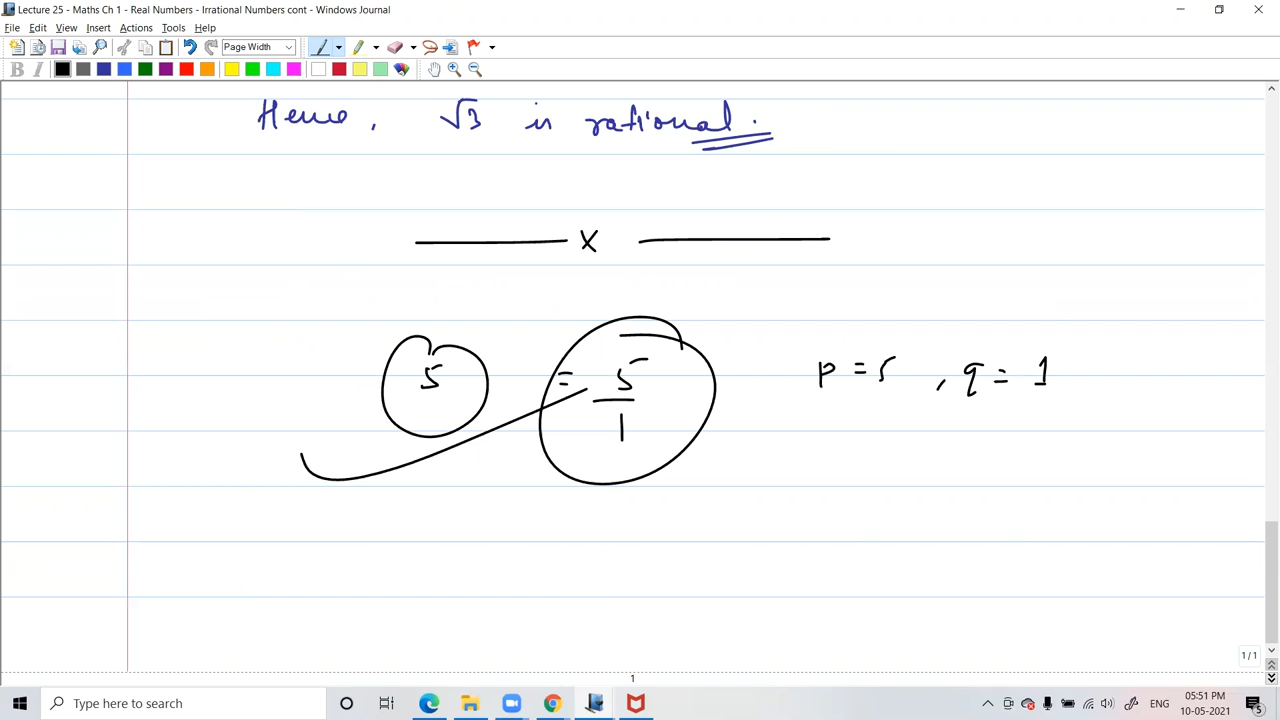 Lecture 25 - Maths Ch 1 - Real Numbers - Irrational Numbers cont - Windows Journal
File Edit View Insert Actions Tools Help
Page Width
B I
Hence, √3 is rational.
x
5 = 5/1 p = 5, q = 1
1/1
1
Type here to search
ENG
05:51 PM
10-05-2021
5